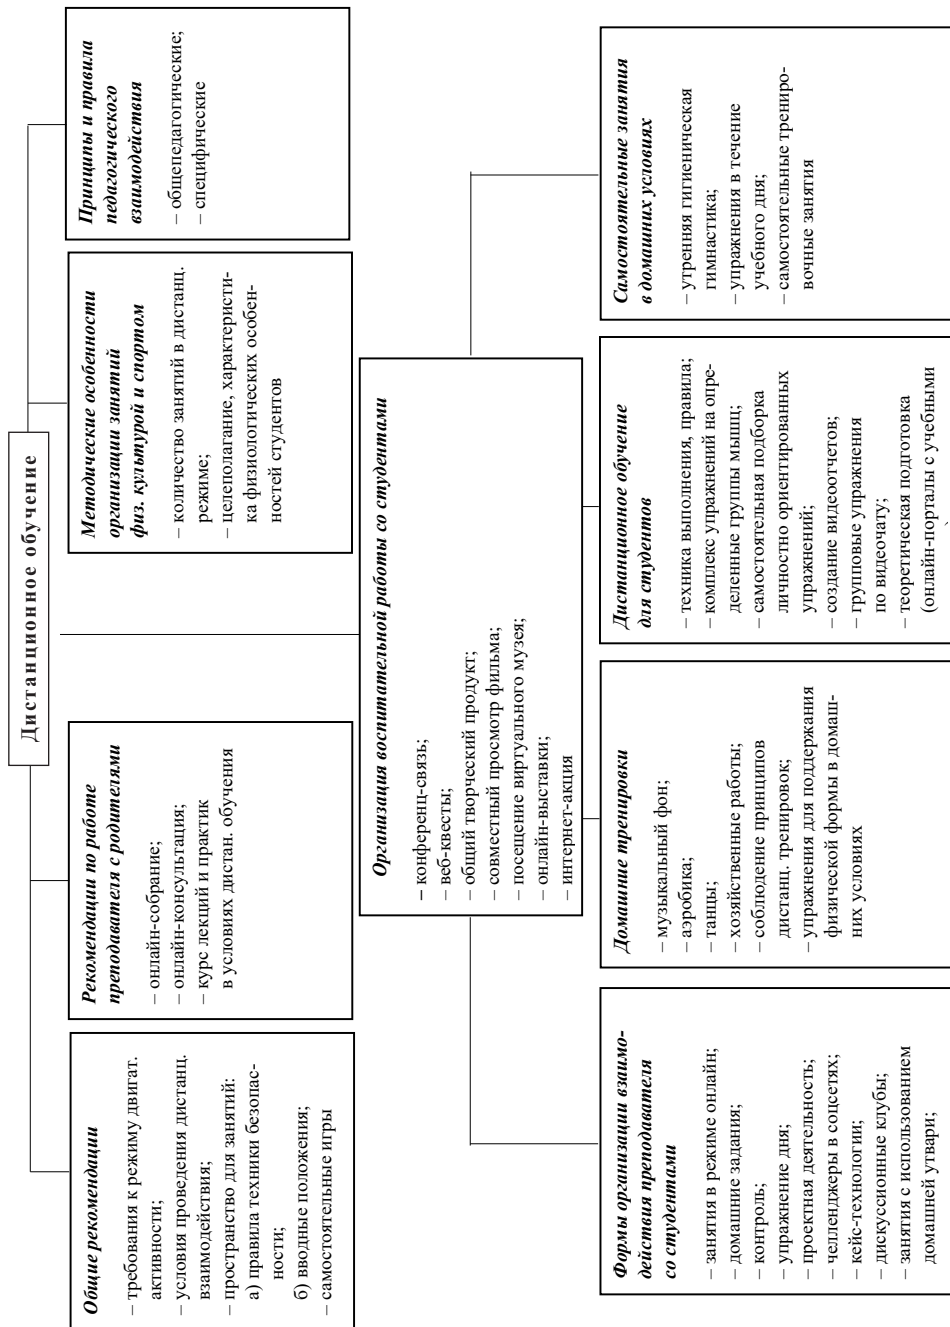 Дистанционное обучение
Общие рекомендации
– требования к режиму двигат.
активности;
– условия проведения дистанц.
взаимодействия;
– пространство для занятий:
а) правила техники безопас-
ности;
б) вводные положения;
– самостоятельные игры
Рекомендации по работе
преподавателя с родителями
– онлайн-собрание;
– онлайн-консультация;
– курс лекций и практик
в условиях дистан. обучения
Методические особенности
организации занятий
физ. культурой и спортом
– количество занятий в дистанц.
режиме;
– целеполагание, характеристи-
ка физиологических особен-
ностей студентов
Принципы и правила
педагогического
взаимодействия
– общепедагогические;
– специфические
Организация воспитательной работы со студентами
– конференц-связь;
– веб-квесты;
– общий творческий продукт;
– совместный просмотр фильма;
– посещение виртуального музея;
– онлайн-выставки;
– интернет-акция
Формы организации взаимо-
действия преподавателя
со студентами
– занятия в режиме онлайн;
– домашние задания;
– контроль;
– упражнение дня;
– проектная деятельность;
– челленджеры в соцсетях;
– кейс-технологии;
– дискуссионные клубы;
– занятия с использованием
домашней утвари;
Домашние тренировки
– музыкальный фон;
– аэробика;
– танцы;
– хозяйственные работы;
– соблюдение принципов
дистанц. тренировок;
– упражнения для поддержания
физической формы в домаш-
них условиях
Дистанционное обучение
для студентов
– техника выполнения, правила;
– комплекс упражнений на опре-
деленные группы мышц;
– самостоятельная подборка
личностно ориентированных
упражнений;
– создание видеоотчетов;
– групповые упражнения
по видеочату;
– теоретическая подготовка
(онлайн-порталы с учебными
Самостоятельные занятия
в домашних условиях
– утренняя гигиеническая
гимнастика;
– упражнения в течение
учебного дня;
– самостоятельные трениро-
вочные занятия